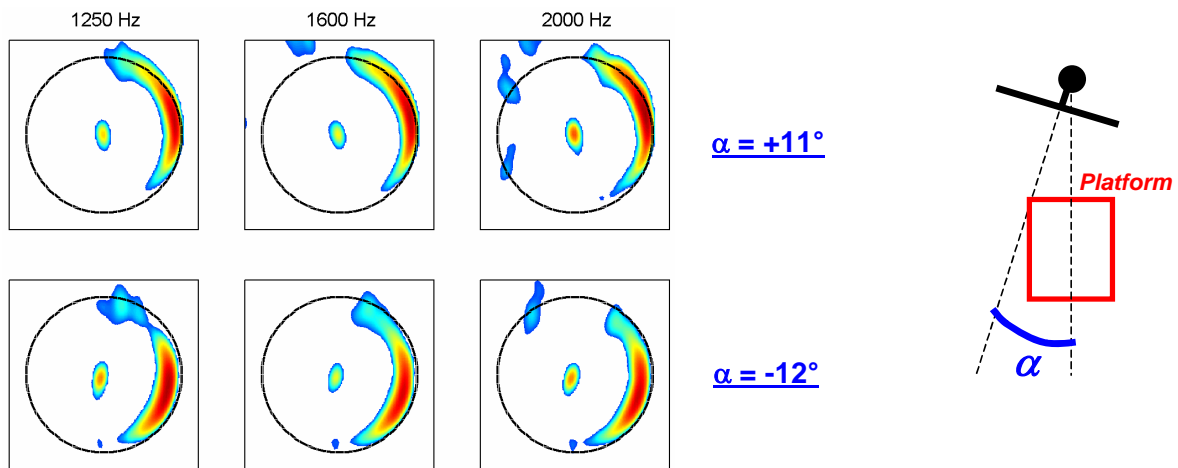 1250 Hz
1600 Hz
2000 Hz
α = +11°
Platform
α
α = -12°